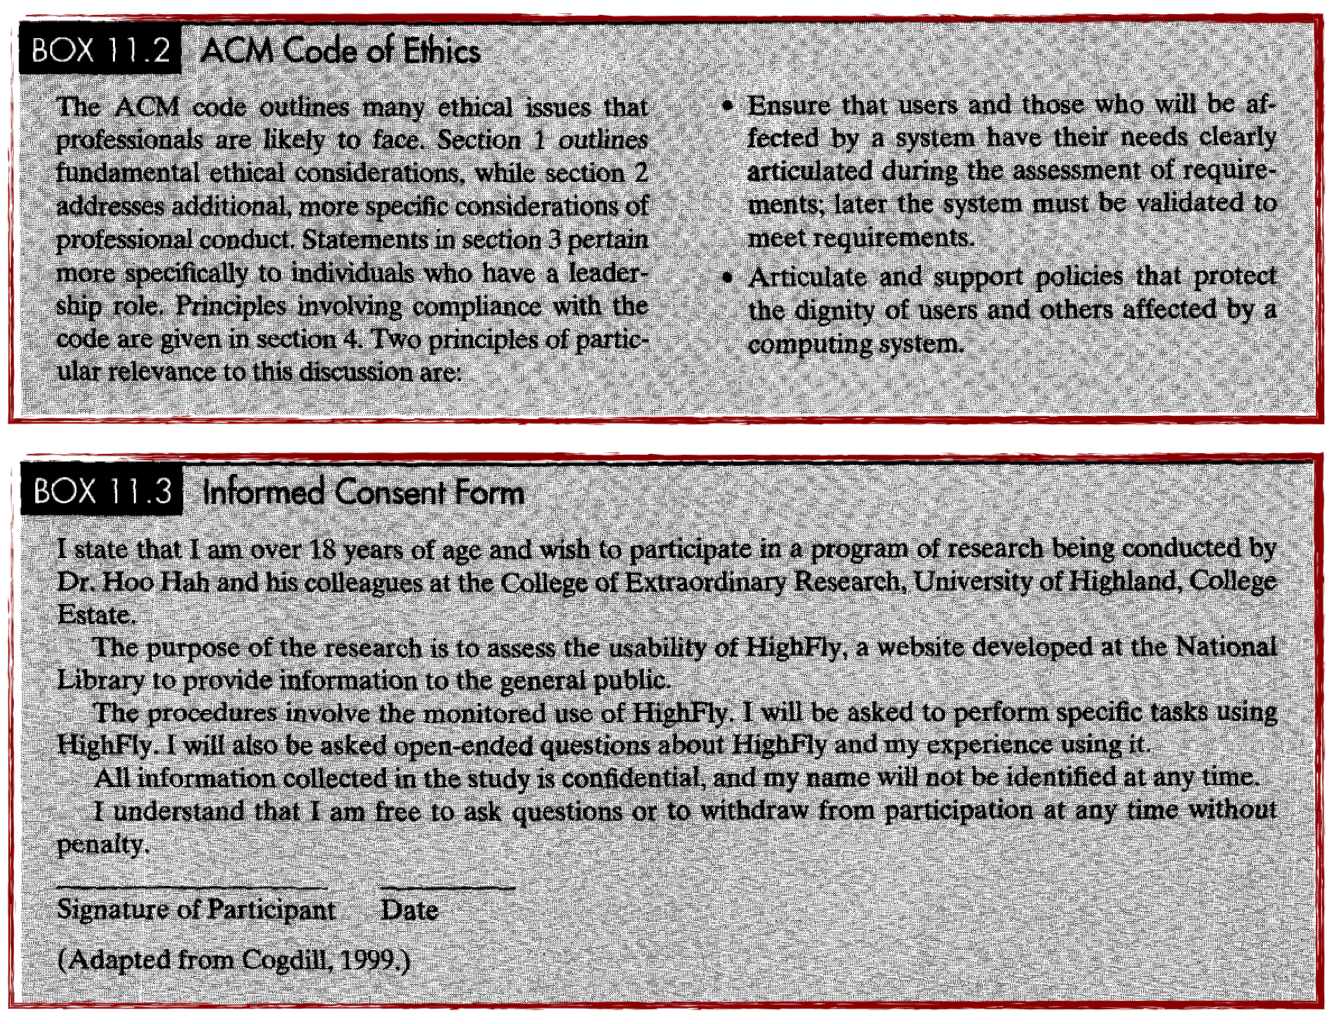 BOX 11.2 ACM Code of Ethics
The ACM code outlines many ethical issues that
professionals are likely to face. Section 1 outlines
fundamental ethical considerations, while section 2
addresses additional, more specific considerations of
professional conduct. Statements in section 3 pertain
more specifically to individuals who have a leader-
ship role. Principles involving compliance with the
code are given in section 4. Two principles of partic-
ular relevance to this discussion are:
• Ensure that users and those who will be af-
fected by a system have their needs clearly
articulated during the assessment of require-
ments; later the system must be validated to
meet requirements.
• Articulate and support policies that protect
the dignity of users and others affected by a
computing system.
BOX 11.3 Informed Consent Form
I state that I am over 18 years of age and wish to participate in a program of research being conducted by
Dr. Hoo Hah and his colleagues at the College of Extraordinary Research, University of Highland, College
Estate.
The purpose of the research is to assess the usability of HighFly, a website developed at the National
Library to provide information to the general public.
The procedures involve the monitored use of HighFly. I will be asked to perform specific tasks using
HighFly. I will also be asked open-ended questions about HighFly and my experience using it.
All information collected in the study is confidential, and my name will not be identified at any time.
I understand that I am free to ask questions or to withdraw from participation at any time without
penalty.
Signature of Participant Date
(Adapted from Cogdill, 1999.)